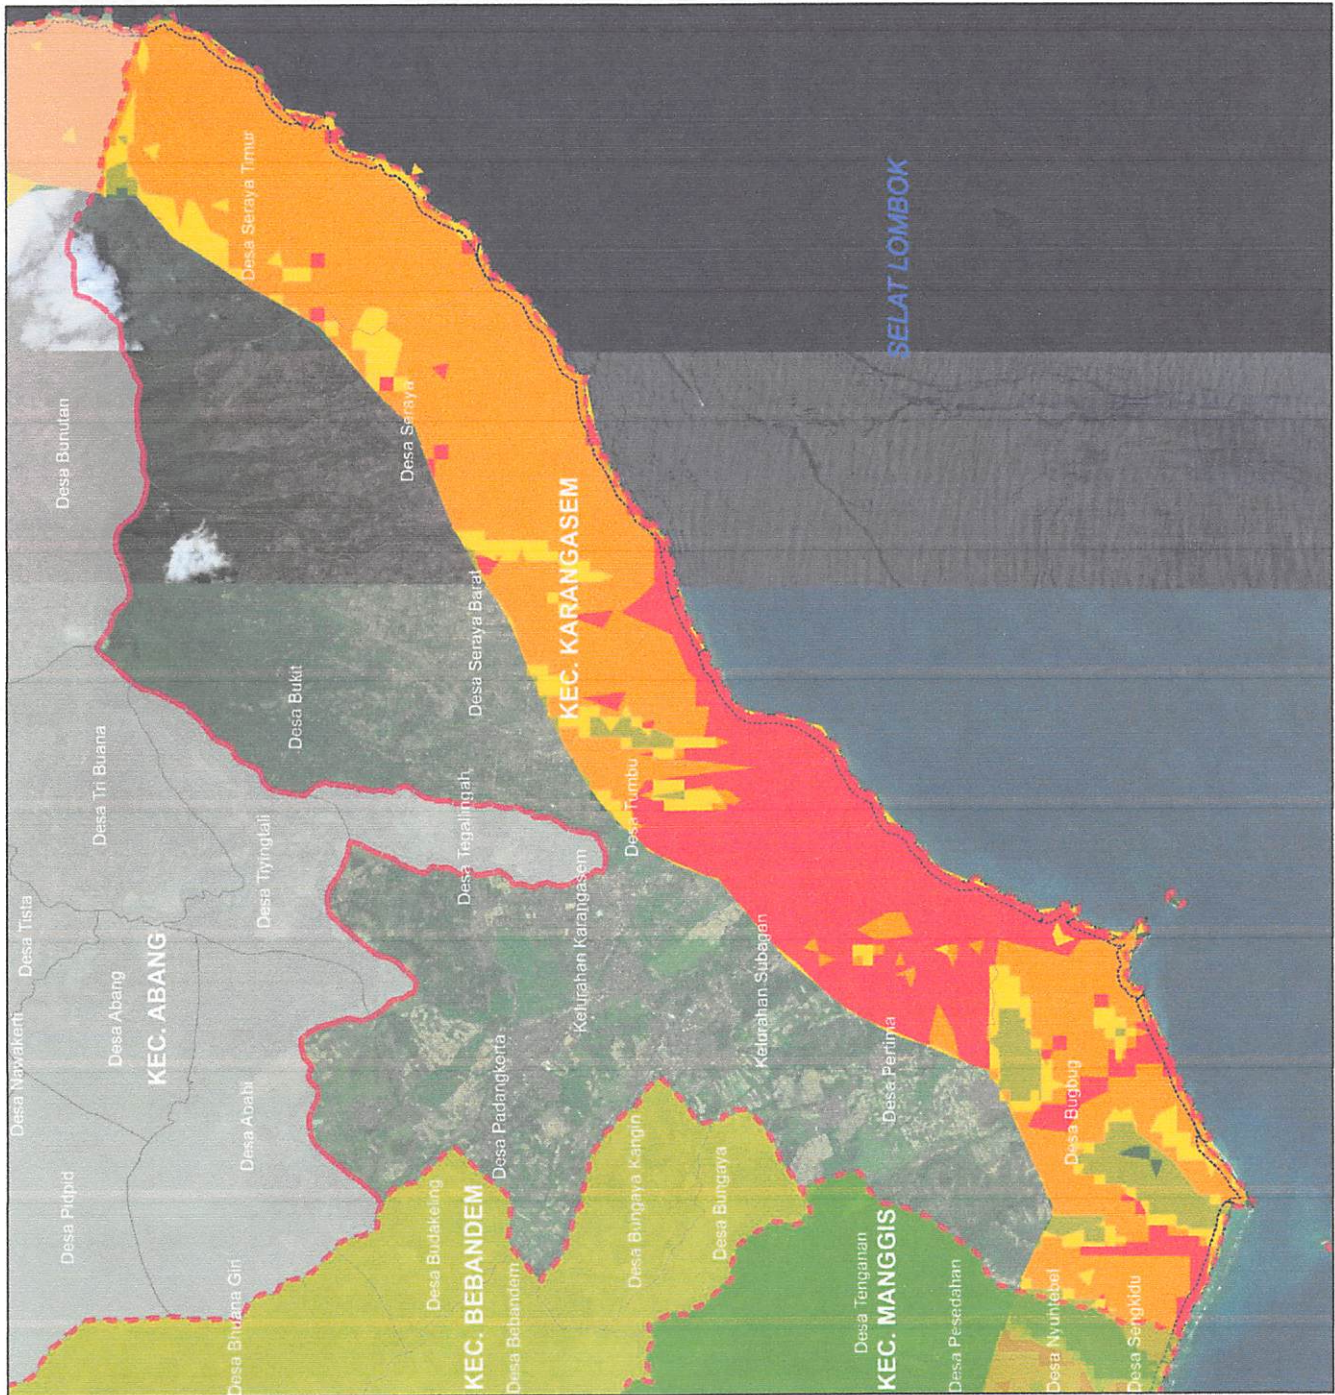 Desa Nawakerti
Desa Tista
Desa Pidpid
Desa Abang
KEC. ABANG
Desa Tri Buana
Desa Bunutan
Desa Bhuana Giri
Desa Ababi
Desa Tiyingtali
Desa Bukit
Desa Seraya Timur
Desa Budakeling
KEC. BEBANDEM
Desa Bebandem
Desa Padangkerta
Desa Tegallingah
Desa Seraya Barat
Desa Seraya
Kelurahan Karangasem
KEC. KARANGASEM
Desa Bungaya Kangin
Desa Tumbu
Desa Bungaya
Kelurahan Subagan
Desa Tenganan
KEC. MANGGIS
Desa Pertima
SELAT LOMBOK
Desa Pesedahan
Desa Nyuhtebel
Desa Bugbug
Desa Sengkidu